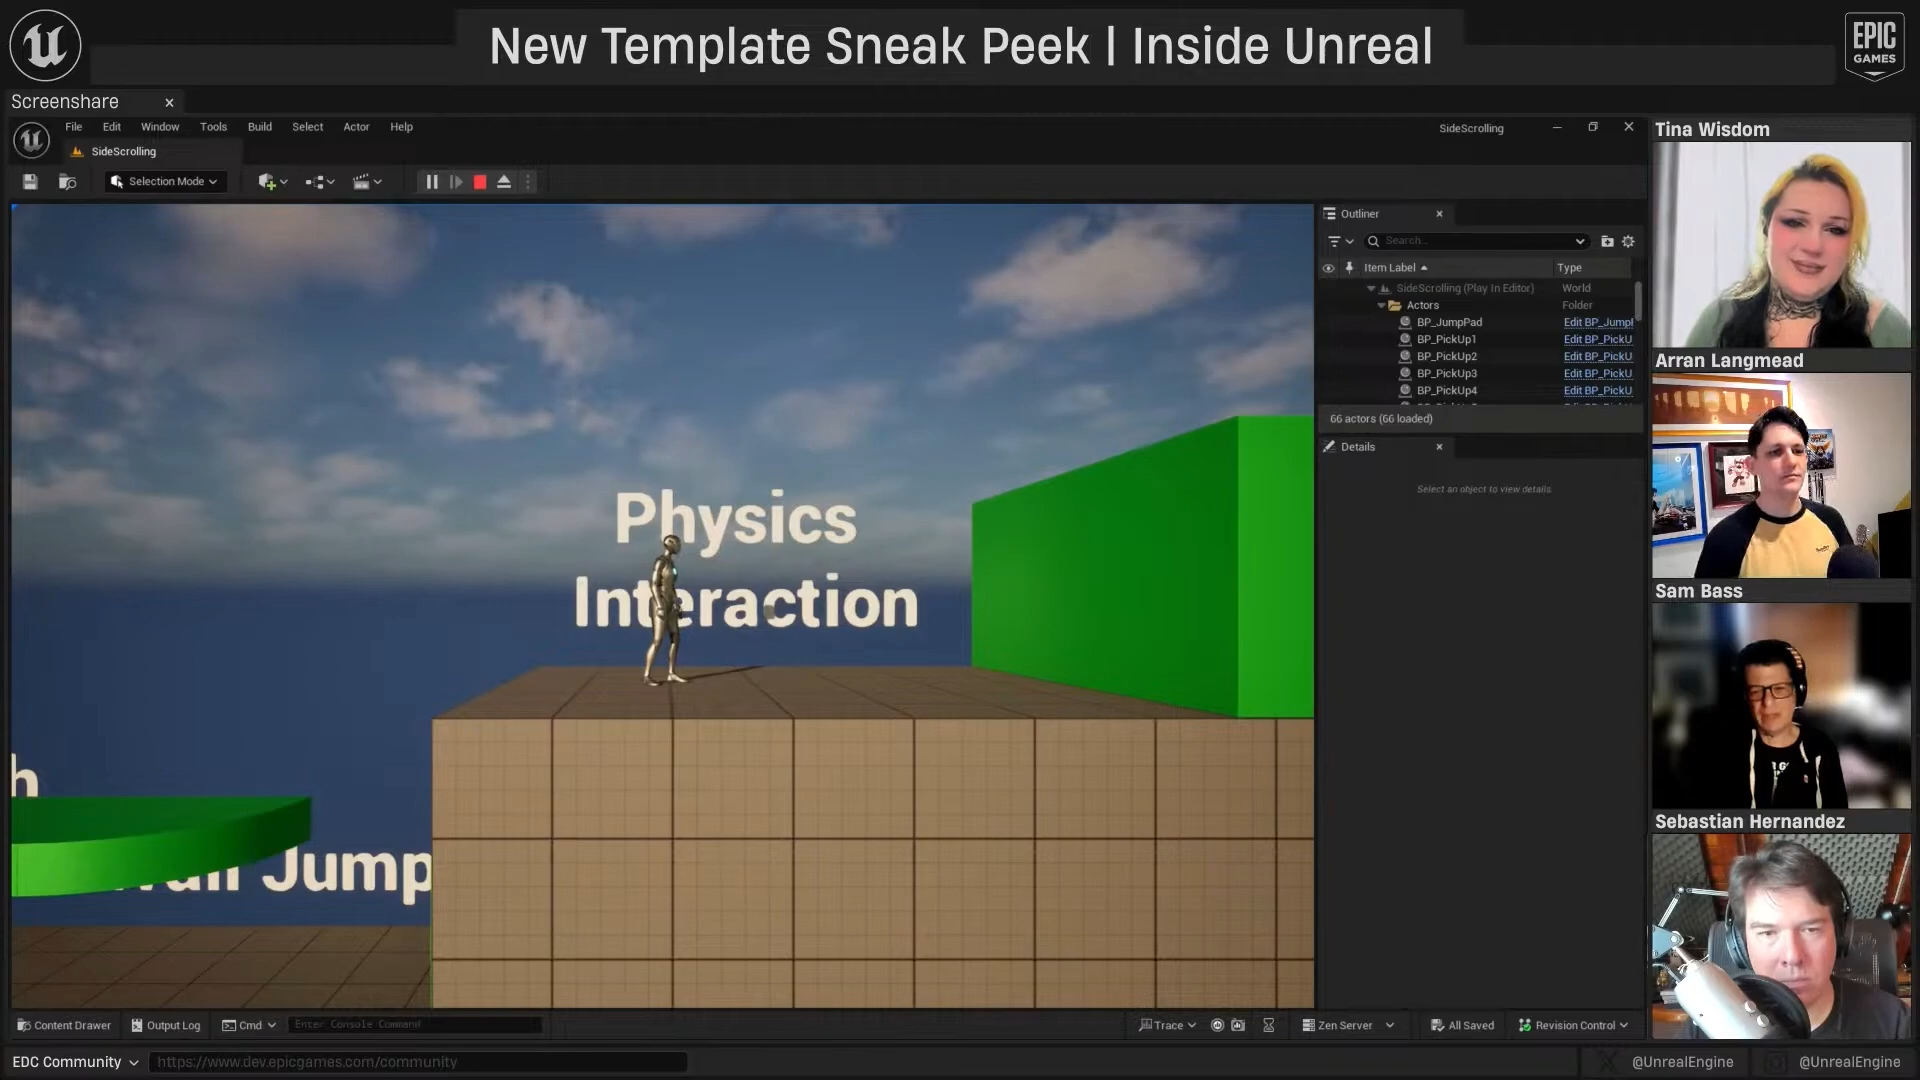 New Template Sneak Peek | Inside Unreal
EPIC
GAMES
Screenshare
File Edit Window Tools Build Select Actor Help
SideScrolling
SideScrolling
Selection Mode
Physics
Interaction
h
Jump
Outliner
Search...
Item Label Type
SideScrolling (Play In Editor) World
Actors Folder
BP_JumpPad Edit BP_Jump
BP_PickUp1 Edit BP_PickU
BP_PickUp2 Edit BP_PickU
BP_PickUp3 Edit BP_PickU
BP_PickUp4 Edit BP_PickU
66 actors (66 loaded)
Details
Select an object to view details.
Tina Wisdom
Arran Langmead
Sam Bass
Sebastian Hernandez
Content Drawer Output Log Cmd Enter Console Command Trace Zen Server All Saved Revision Control
EDC Community https://www.dev.epicgames.com/community @UnrealEngine @UnrealEngine